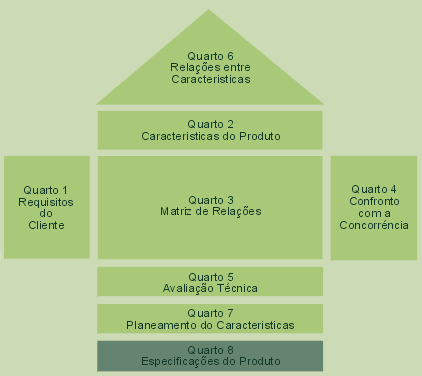 Quarto 6
Relações entre
Caracteristicas
Quarto 2
Caracteristicas do Produto
Quarto 1
Requisitos
do
Cliente
Quarto 3
Matriz de Relações
Quarto 4
Confronto
com a
Concorréncia
Quarto 5
Avaliação Técnica
Quarto 7
Planeamento do Caracteristicas
Quarto 8
Especificações do Produto